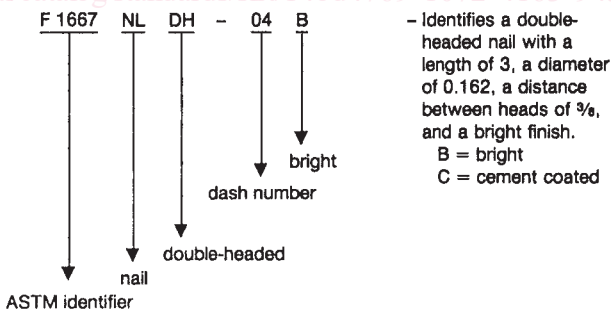 F 1667 NL DH - 04 B
bright
dash number
double-headed
nail
ASTM identifier
– Identifies a double-
headed nail with a
length of 3, a diameter
of 0.162, a distance
between heads of 3⁄8,
and a bright finish.
B = bright
C = cement coated